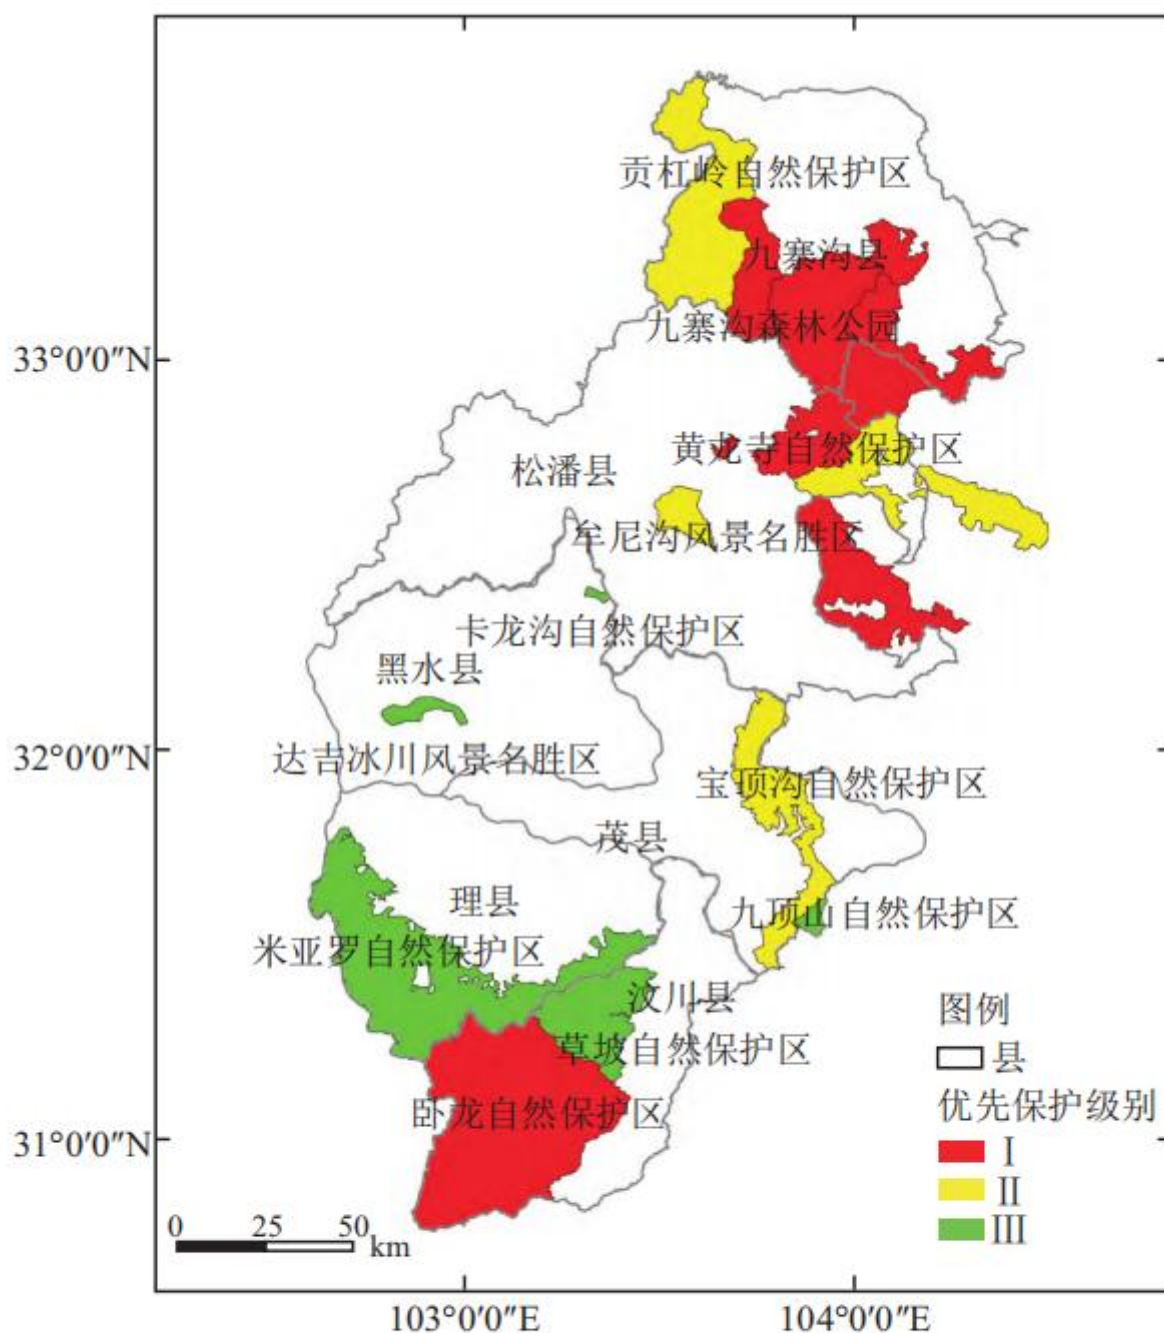 贡杠岭自然保护区
九寨沟县
九寨沟森林公园
33°0′0″N
黄龙寺自然保护区
松潘县
牟尼沟风景名胜区
卡龙沟自然保护区
黑水县
32°0′0″N
达吉冰川风景名胜区
宝顶沟自然保护区
茂县
理县
九顶山自然保护区
米亚罗自然保护区
汶川县
图例
县
草坡自然保护区
优先保护级别
卧龙自然保护区
31°0′0″N
I
II
III
0 25 50
km
103°0′0″E 104°0′0″E